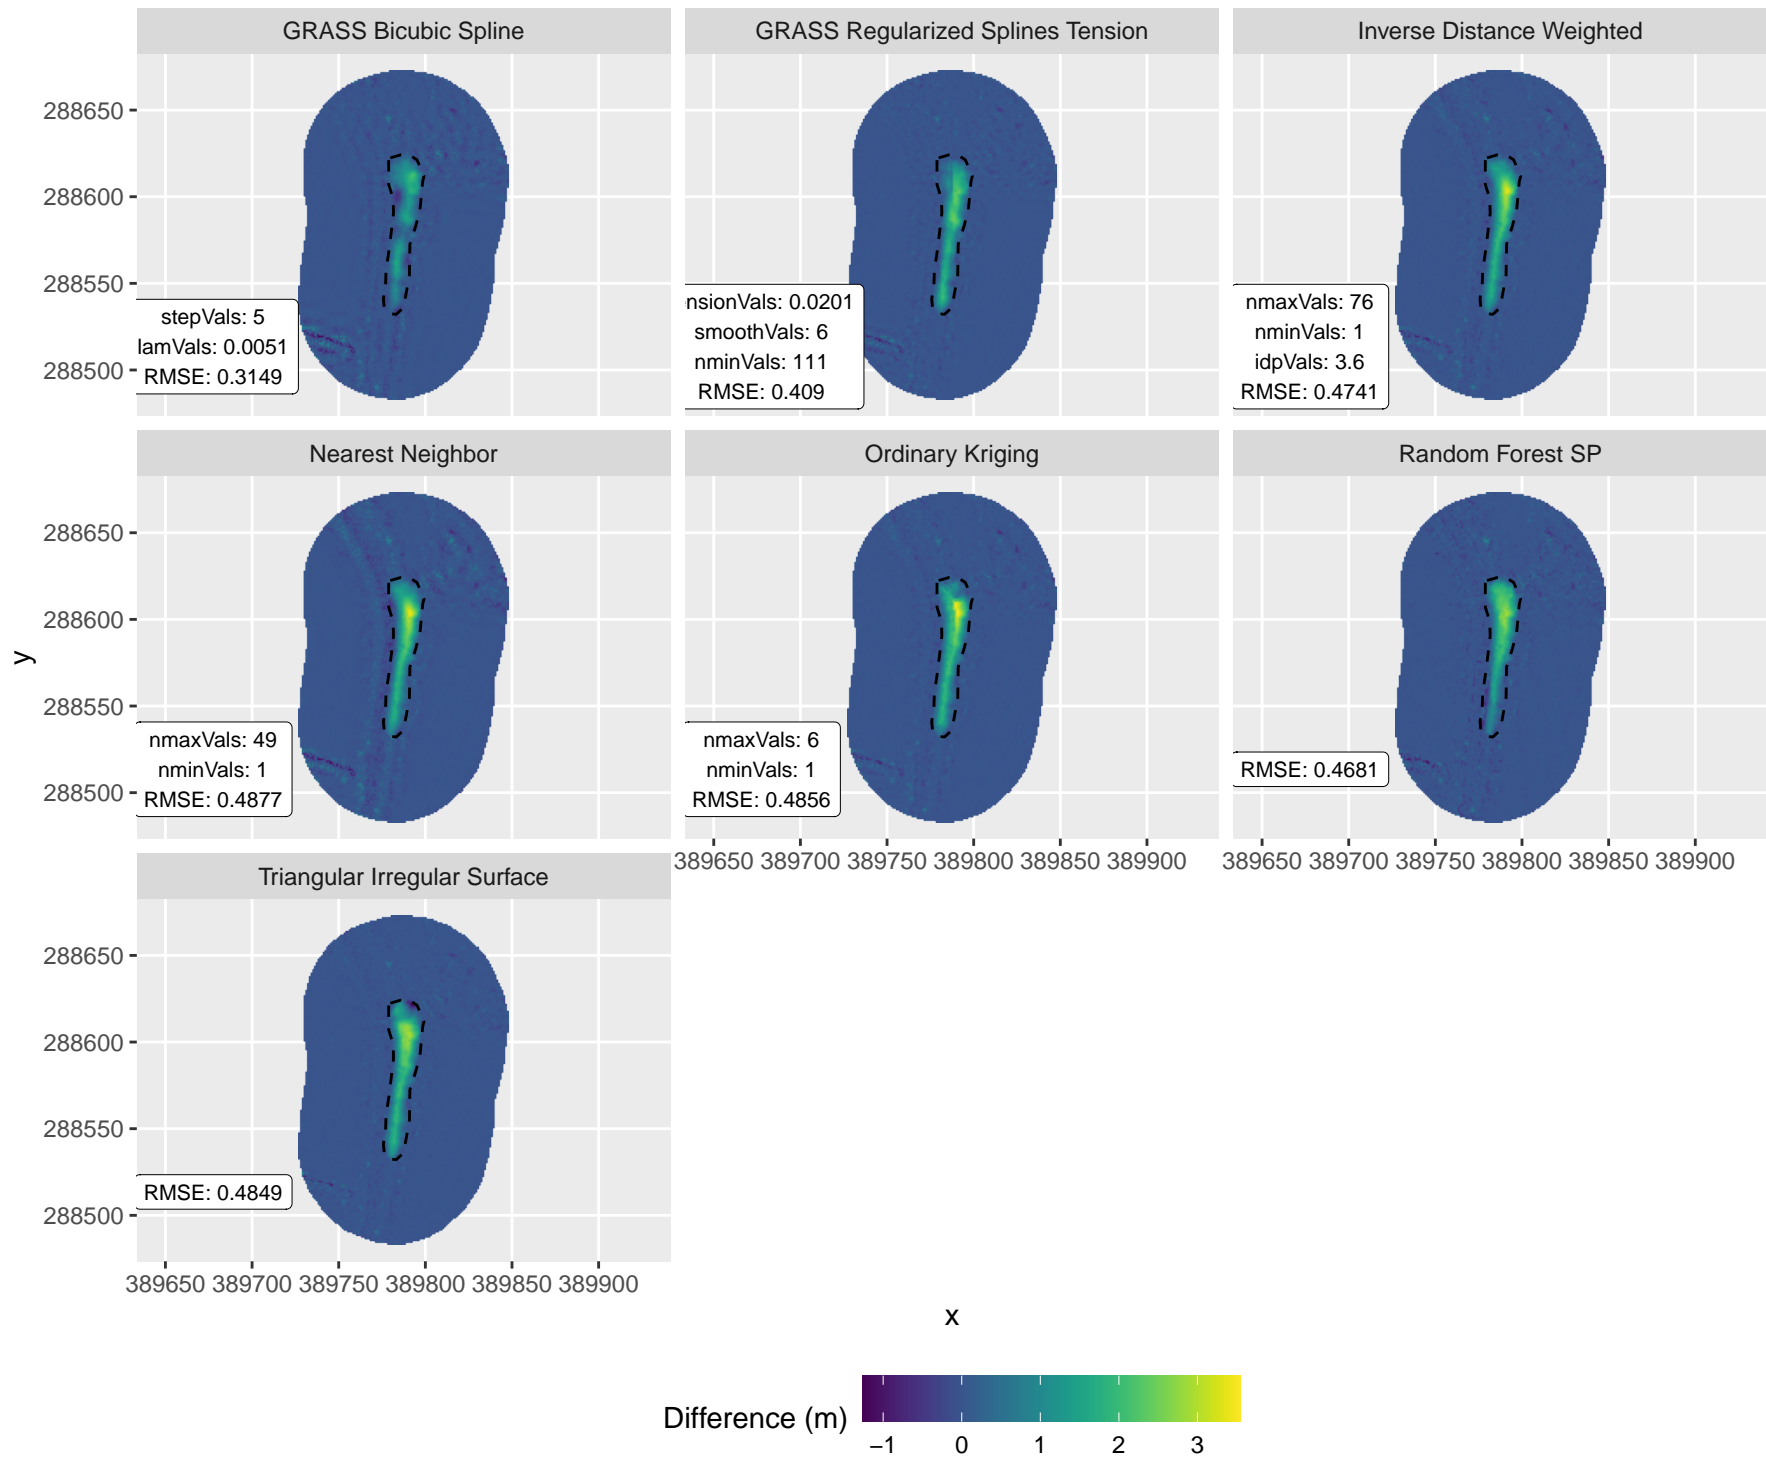 GRASS Bicubic Spline
GRASS Regularized Splines Tension
Inverse Distance Weighted
288650
288600
288550
288500
stepVals: 5
lamVals: 0.0051
RMSE: 0.3149
ensionVals: 0.0201
smoothVals: 6
nminVals: 111
RMSE: 0.409
nmaxVals: 76
nminVals: 1
idpVals: 3.6
RMSE: 0.4741
Nearest Neighbor
Ordinary Kriging
Random Forest SP
288650
288600
288550
288500
nmaxVals: 49
nminVals: 1
RMSE: 0.4877
nmaxVals: 6
nminVals: 1
RMSE: 0.4856
RMSE: 0.4681
389650 389700 389750 389800 389850 389900
389650 389700 389750 389800 389850 389900
Triangular Irregular Surface
288650
288600
288550
288500
RMSE: 0.4849
389650 389700 389750 389800 389850 389900
y
x
Difference (m)
−1 0 1 2 3